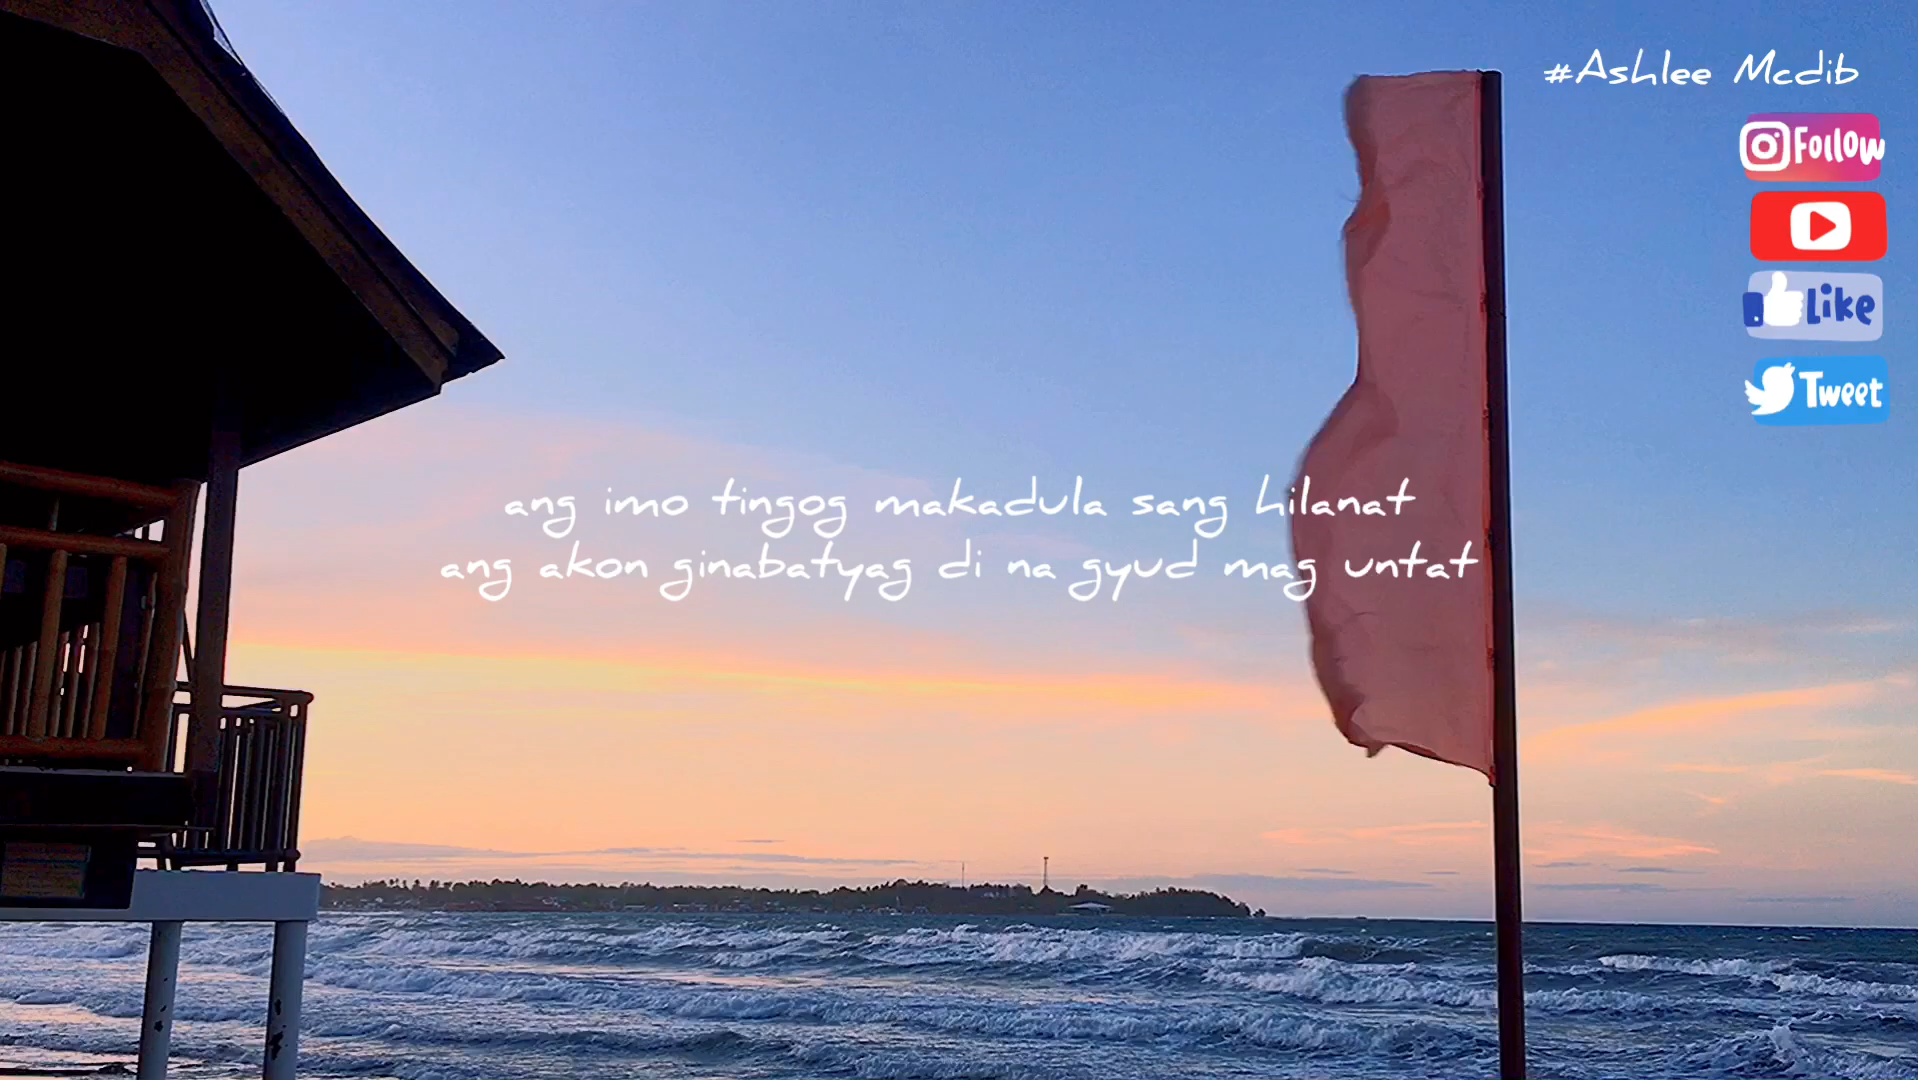 #Ashlee Mcdib
Follow
Like
Tweet
ang imo tingog makadula sang hilanat
ang akon ginabatyag di na gyud mag untat